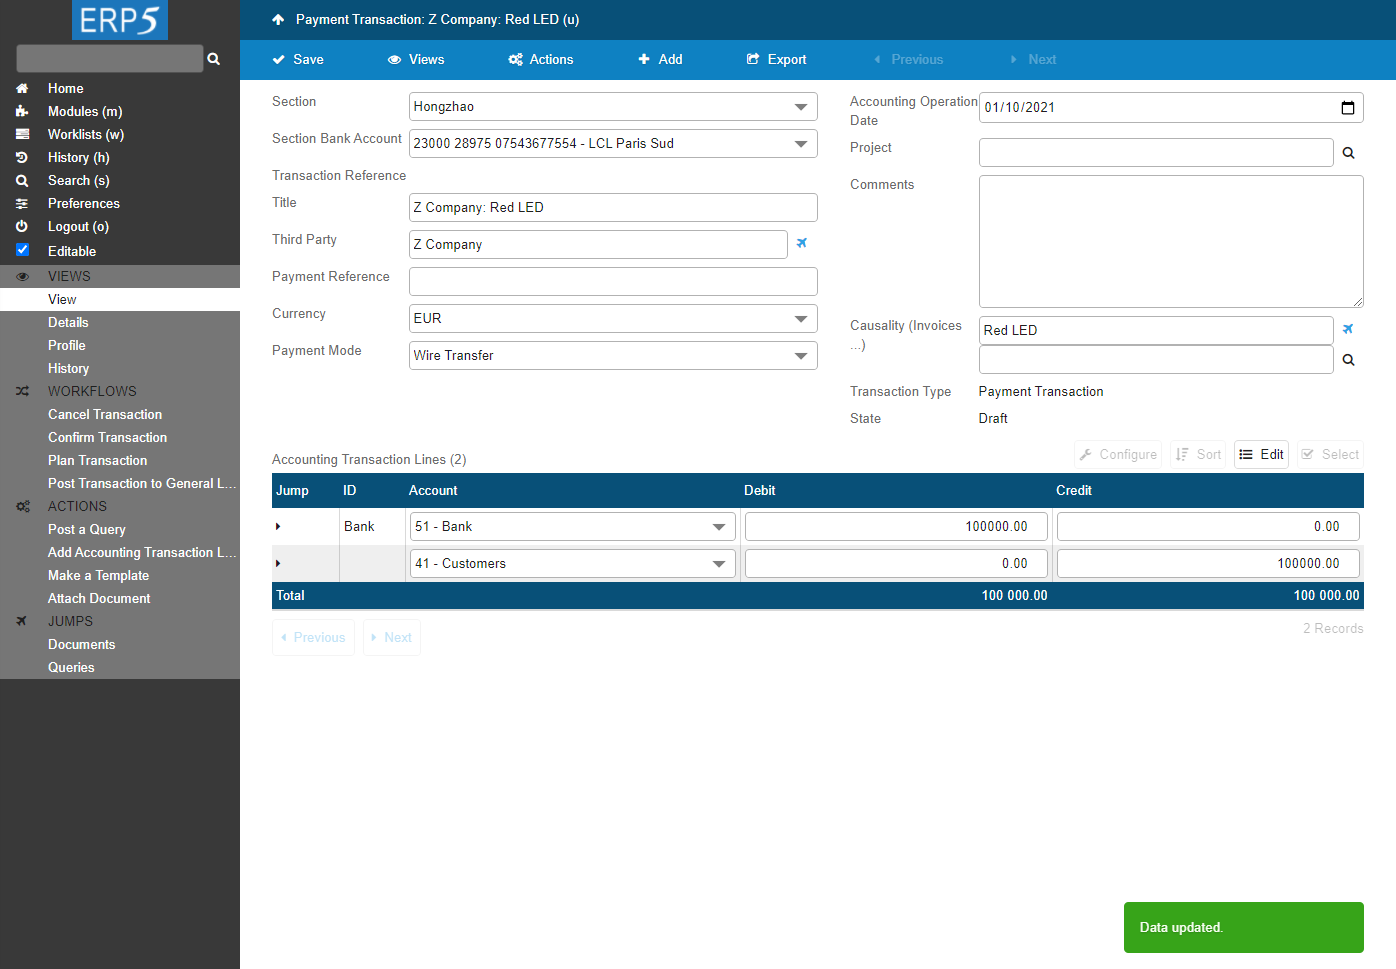 ERP5
Home
Modules (m)
Worklists (w)
History (h)
Search (s)
Preferences
Logout (o)
Editable
VIEWS
View
Details
Profile
History
WORKFLOWS
Cancel Transaction
Confirm Transaction
Plan Transaction
Post Transaction to General L...
ACTIONS
Post a Query
Add Accounting Transaction L...
Make a Template
Attach Document
JUMPS
Documents
Queries
Payment Transaction: Z Company: Red LED (u)
Save Views Actions Add Export Previous Next
Section Hongzhao
Section Bank Account 23000 28975 07543677554 - LCL Paris Sud
Transaction Reference
Title Z Company: Red LED
Third Party Z Company
Payment Reference
Currency EUR
Payment Mode Wire Transfer
Accounting Operation
Date
01/10/2021
Project
Comments
Causality (Invoices
...)
Red LED
Transaction Type Payment Transaction
State Draft
Accounting Transaction Lines (2)
Configure Sort Edit Select
Jump ID Account Debit Credit
Bank 51 - Bank 100000.00 0.00
41 - Customers 0.00 100000.00
Total 100 000.00 100 000.00
Previous Next
2 Records
Data updated.